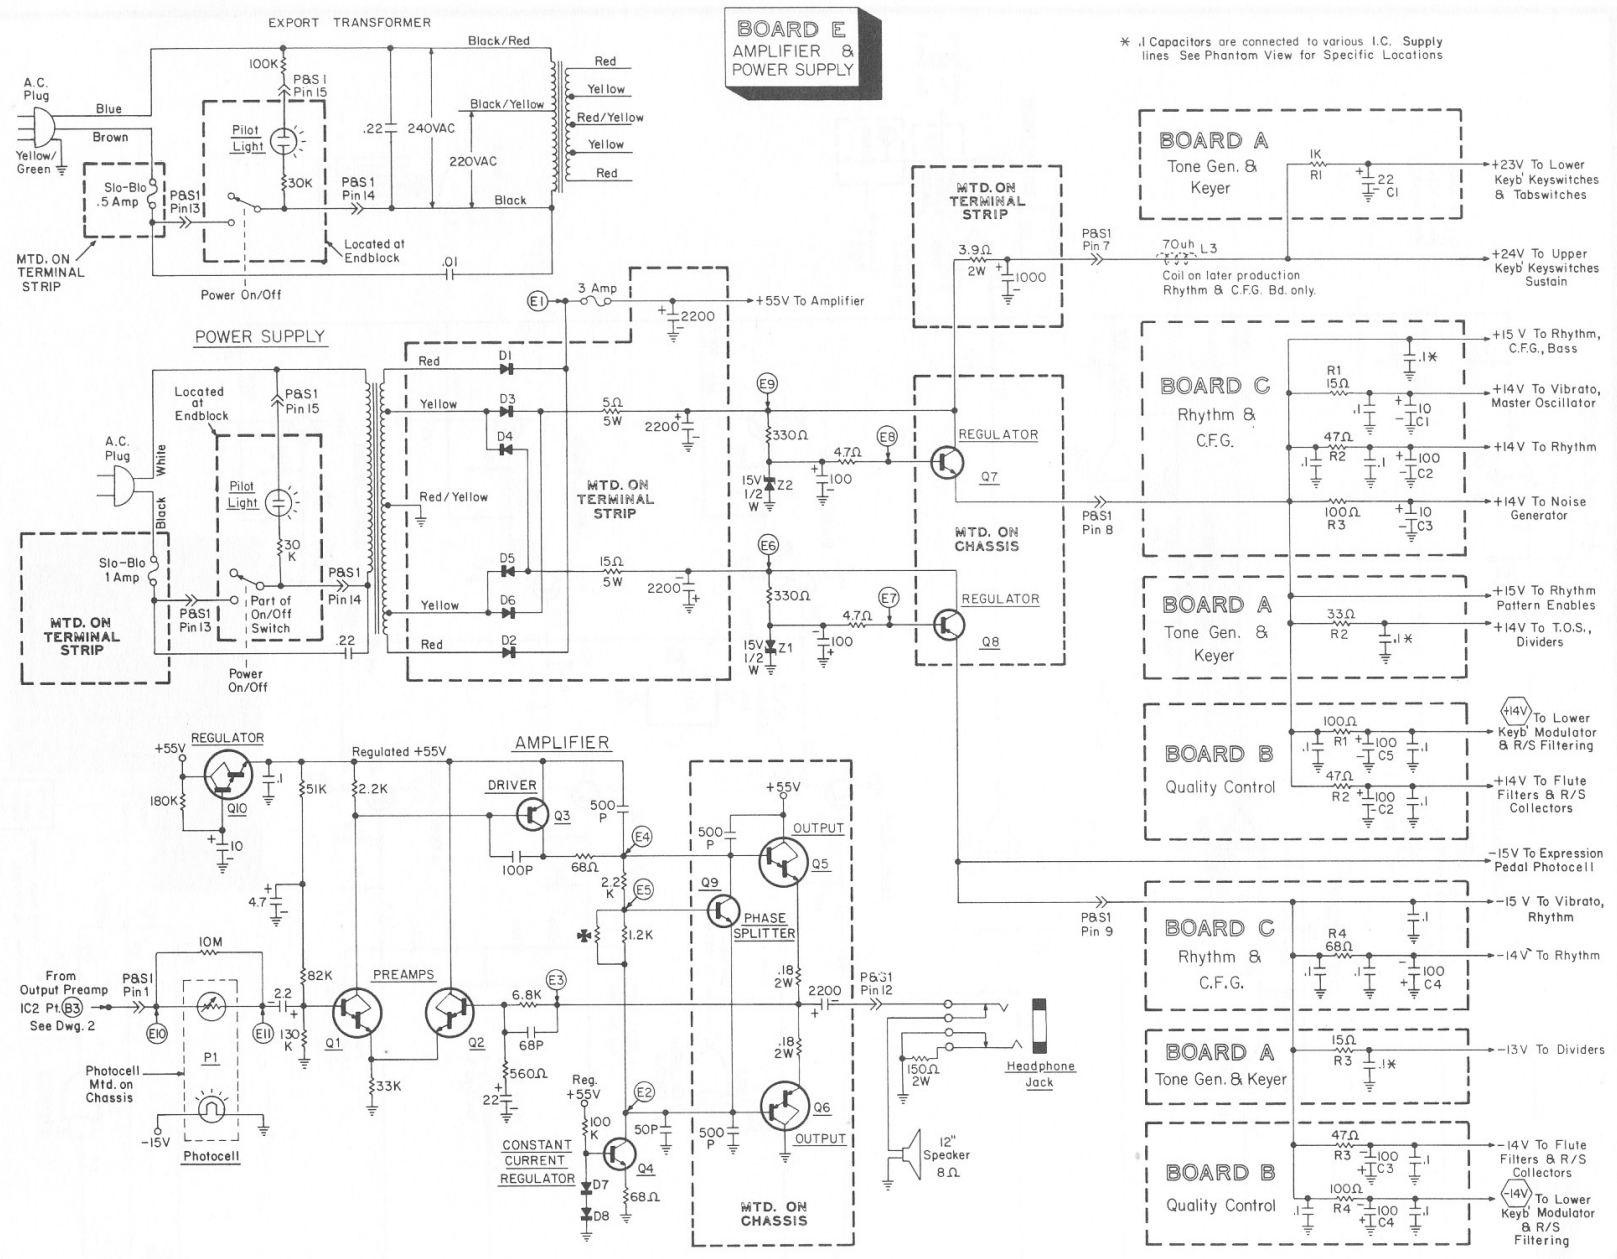 EXPORT TRANSFORMER
BOARD E
AMPLIFIER &
POWER SUPPLY
* .1 Capacitors are connected to various I.C. Supply
lines See Phantom View for Specific Locations
A.C.
Plug
Blue
Brown
Yellow/
Green
100K
P&S1
Pin 15
Pilot
Light
30K
Slo-Blo
.5 Amp
P&S1
Pin 13
P&S1
Pin 14
MTD. ON
TERMINAL
STRIP
Located at
Endblock
Power On/Off
.01
.22
240VAC
220VAC
Black/Red
Black/Yellow
Black
Red
Yellow
Red/Yellow
Yellow
Red
POWER SUPPLY
Located
at
Endblock
P&S1
Pin 15
A.C.
Plug
White
Black
Pilot
Light
30
K
Slo-Blo
1 Amp
P&S1
Pin 13
P&S1
Pin 14
Part of
On/Off
Switch
MTD. ON
TERMINAL
STRIP
.22
Power
On/Off
E1
3 Amp
+
2200
-
+55V To Amplifier
Red
D1
Yellow
D3
D4
Red/Yellow
D5
Yellow
D6
Red
D2
5Ω
5W
2200
+
-
MTD. ON
TERMINAL
STRIP
15Ω
5W
2200
-
+
E9
330Ω
15V
1/2
W
Z2
+
100
-
4.7Ω
E8
REGULATOR
Q7
E6
330Ω
15V
1/2
W
Z1
-
+
100
4.7Ω
E7
REGULATOR
Q8
MTD. ON
CHASSIS
MTD. ON
TERMINAL
STRIP
3.9Ω
2W
+
1000
-
P&S1
Pin 7
70uh L3
Coil on later production
Rhythm & C.F.G. Bd. only.
P&S1
Pin 8
P&S1
Pin 9
BOARD A
Tone Gen. &
Keyer
1K
R1
+
22
-
C1
+23V To Lower
Keyb' Keyswitches
& Tabswitches
+24V To Upper
Keyb' Keyswitches
Sustain
BOARD C
Rhythm &
C.F.G.
.1*
+15 V To Rhythm,
C.F.G., Bass
R1
15Ω
.1
+
10
-
C1
+14V To Vibrato,
Master Oscillator
47Ω
R2
.1
.1
+
100
-
C2
+14V To Rhythm
100Ω
R3
+
10
-
C3
+14V To Noise
Generator
BOARD A
Tone Gen. &
Keyer
+15V To Rhythm
Pattern Enables
33Ω
R2
.1*
+14V To T.O.S.,
Dividers
BOARD B
Quality Control
100Ω
R1
.1
+
100
-
C5
.1
+14V
To Lower
Keyb' Modulator
& R/S Filtering
47Ω
R2
+
100
-
C2
.1
+14V To Flute
Filters & R/S
Collectors
-15V To Expression
Pedal Photocell
BOARD C
Rhythm &
C.F.G.
.1
-15 V To Vibrato,
Rhythm
R4
68Ω
.1
.1
-
+
100
C4
-14V To Rhythm
BOARD A
Tone Gen. & Keyer
15Ω
R3
.1*
-13V To Dividers
BOARD B
Quality Control
47Ω
R3
-
100
+
C3
.1
-14V To Flute
Filters & R/S
Collectors
100Ω
R4
.1
-
100
+
C4
.1
-14V
To Lower
Keyb' Modulator
& R/S
Filtering
AMPLIFIER
+55V
REGULATOR
180K
Q10
.1
+
10
-
Regulated +55V
51K
2.2K
+
4.7
-
DRIVER
Q3
100P
68Ω
500
P
E4
2.2
K
E5
1.2K
500
P
Q9
PHASE
SPLITTER
+55V
OUTPUT
Q5
10M
From
Output Preamp
IC2 Pt. B3
See Dwg. 2
P&S1
Pin 1
E10
E11
-
2.2
+
82K
130
K
PREAMPS
Q1
Q2
33K
6.8K
E3
68P
560Ω
+
22
-
P1
Photocell
Mtd. on
Chassis
-15V
Photocell
.18
2W
2200
-
+
P&S1
Pin 12
.18
2W
150Ω
2W
Headphone
Jack
12"
Speaker
8Ω
E2
50P
500
P
Q6
OUTPUT
Reg.
+55V
100
K
Q4
CONSTANT
CURRENT
REGULATOR
D7
D8
68Ω
MTD. ON
CHASSIS